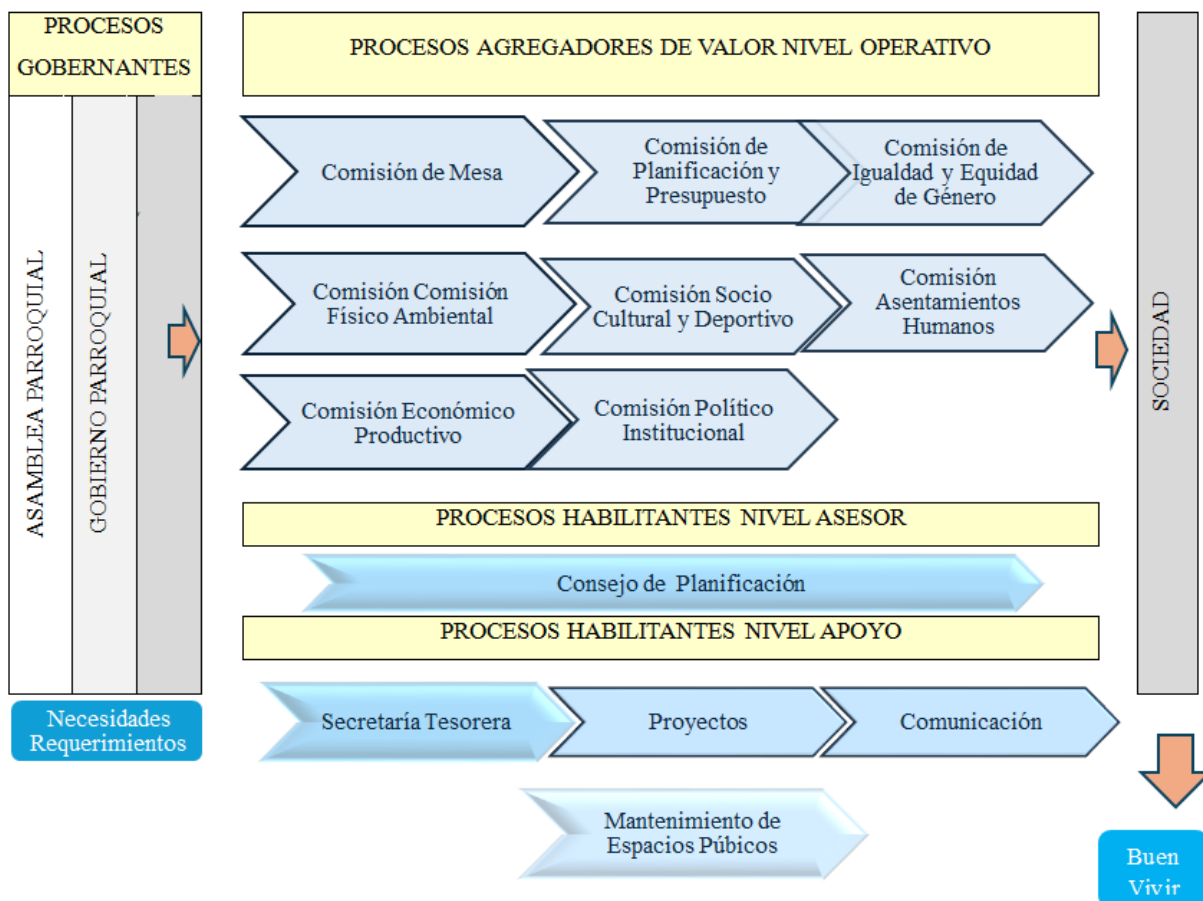 PROCESOS
GOBERNANTES
ASAMBLEA PARROQUIAL
GOBIERNO PARROQUIAL
Necesidades
Requerimientos
PROCESOS AGREGADORES DE VALOR NIVEL OPERATIVO
Comisión de Mesa
Comisión de
Planificación y
Presupuesto
Comisión de
Igualdad y Equidad
de Género
Comisión Comisión
Físico Ambiental
Comisión Socio
Cultural y Deportivo
Comisión
Asentamientos
Humanos
Comisión Económico
Productivo
Comisión Político
Institucional
PROCESOS HABILITANTES NIVEL ASESOR
Consejo de Planificación
PROCESOS HABILITANTES NIVEL APOYO
Secretaría Tesorera
Proyectos
Comunicación
Mantenimiento de
Espacios Púbicos
SOCIEDAD
Buen
Vivir